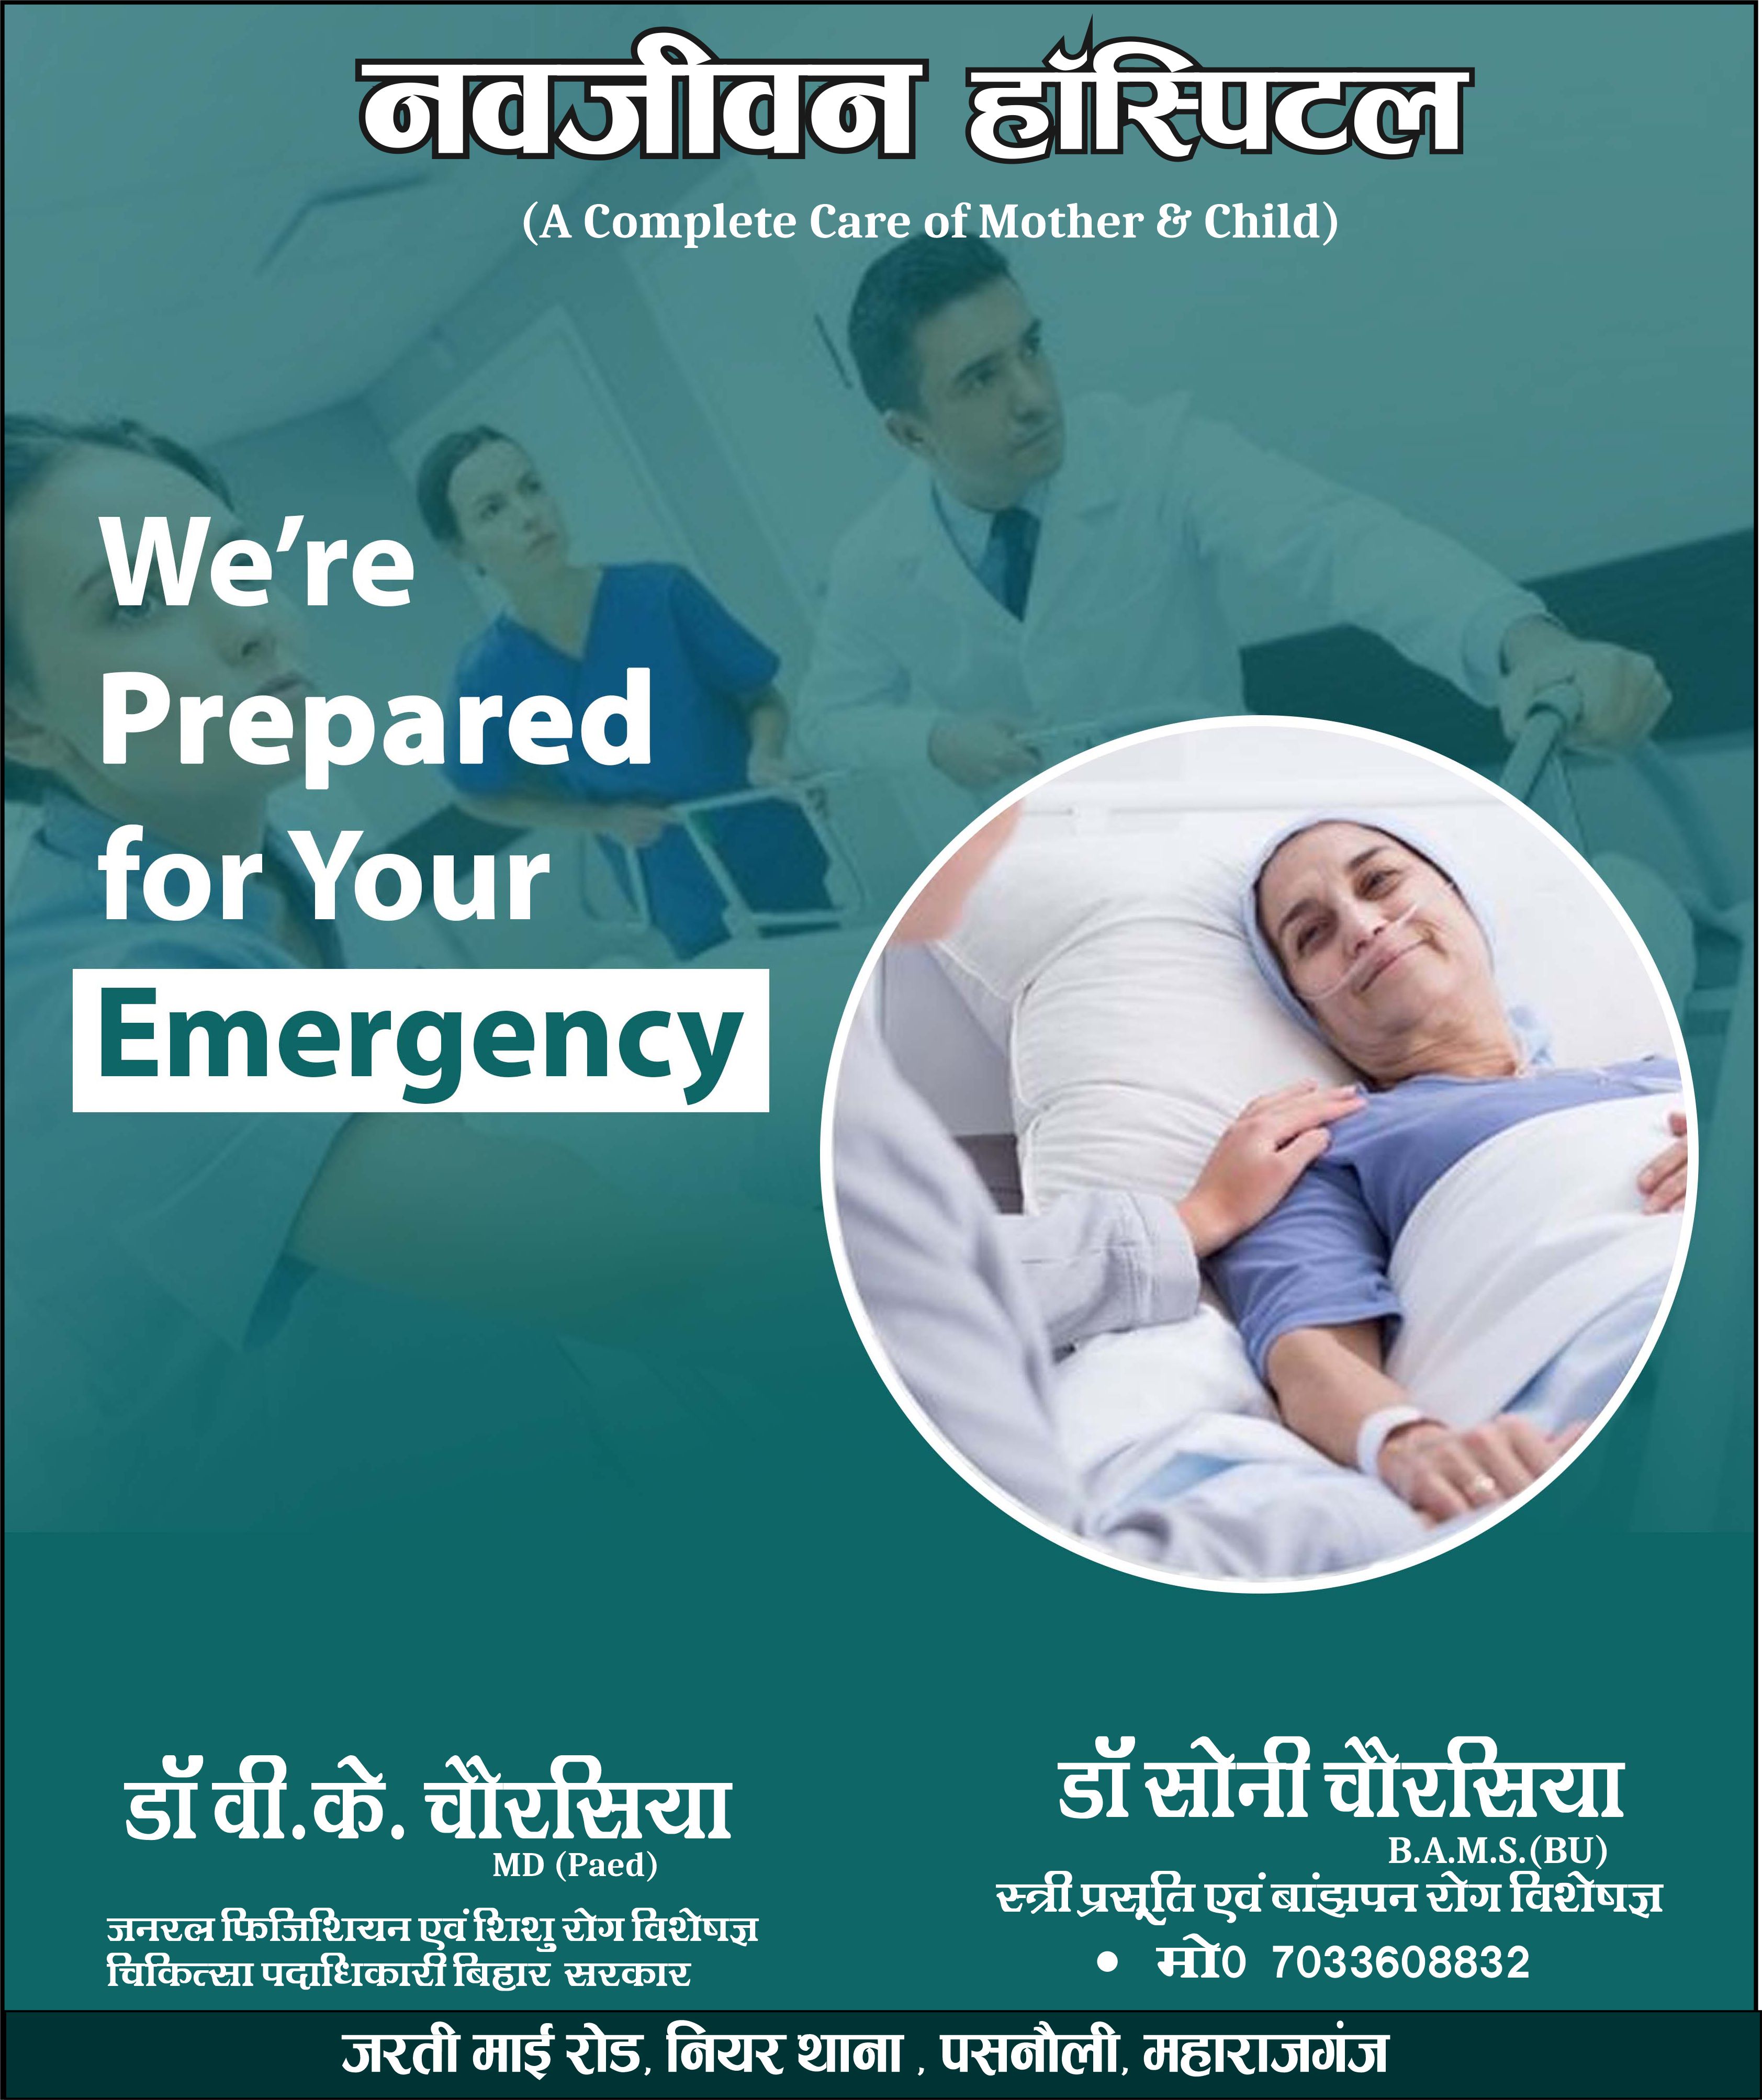 नवजीवन हॉस्पिटल
(A Complete Care of Mother & Child)
We're
Prepared
for Your
Emergency
डॉ वी.के. चौरसिया
MD (Paed)
जनरल फिजिशियन एवं शिशु रोग विशेषज्ञ
चिकित्सा पदाधिकारी बिहार सरकार
डॉ सोनी चौरसिया
B.A.M.S.(BU)
स्त्री प्रसूति एवं बांझपन रोग विशेषज्ञ
• मो0 7033608832
जरती माई रोड, नियर थाना , पसनौली, महाराजगंज